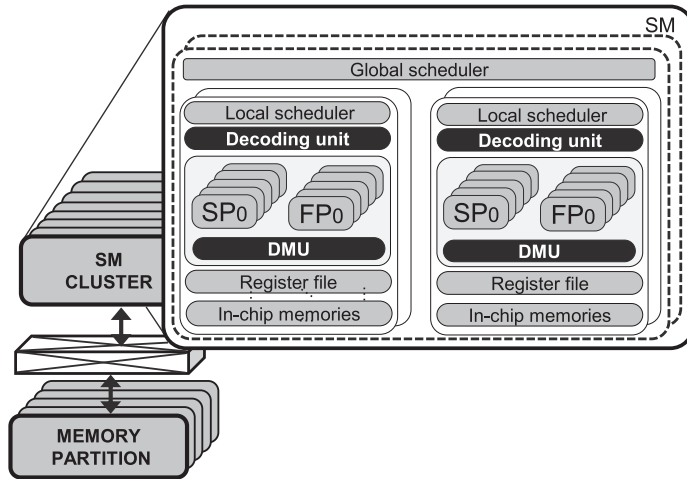 SM
Global scheduler
Local scheduler
Decoding unit
SP0
FP0
DMU
Register file
In-chip memories
Local scheduler
Decoding unit
SP0
FP0
DMU
Register file
In-chip memories
SM
CLUSTER
MEMORY
PARTITION